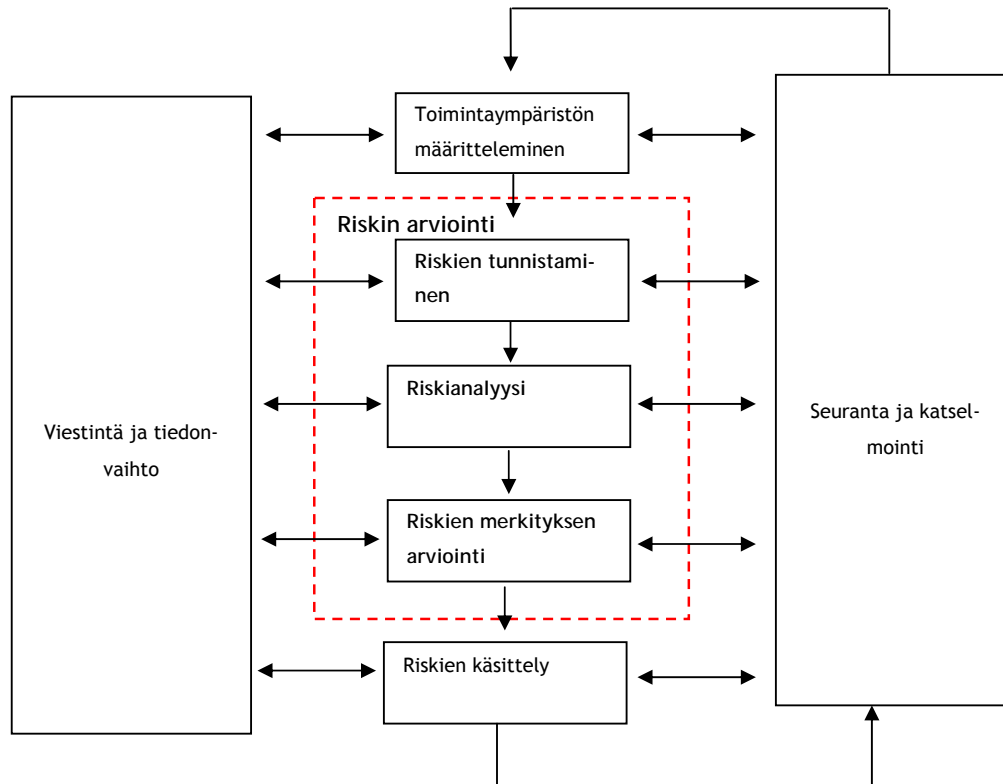 Toimintaympäristön
määritteleminen
Riskin arviointi
Riskien tunnistami-
nen
Riskianalyysi
Viestintä ja tiedon-
vaihto
Seuranta ja katsel-
mointi
Riskien merkityksen
arviointi
Riskien käsittely